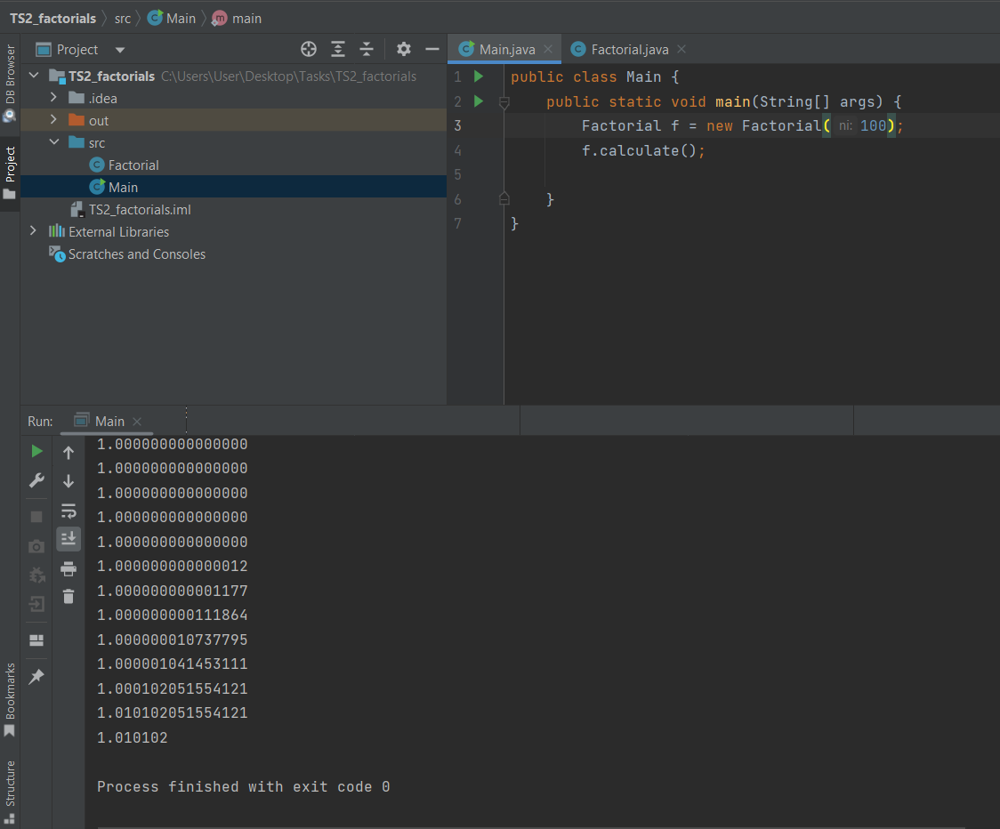 TS2_factorials src Main main
Project
Main.java Factorial.java
DB Browser
Project
Bookmarks
Structure
TS2_factorials C:\Users\User\Desktop\Tasks\TS2_factorials
.idea
out
src
Factorial
Main
TS2_factorials.iml
External Libraries
Scratches and Consoles
1 public class Main {
2 public static void main(String[] args) {
3 Factorial f = new Factorial( ni: 100);
4 f.calculate();
5
6 }
7 }
Run: Main
1.000000000000000
1.000000000000000
1.000000000000000
1.000000000000000
1.000000000000000
1.000000000000012
1.000000000001177
1.000000000111864
1.000000010737795
1.000001041453111
1.000102051554121
1.010102051554121
1.010102
Process finished with exit code 0